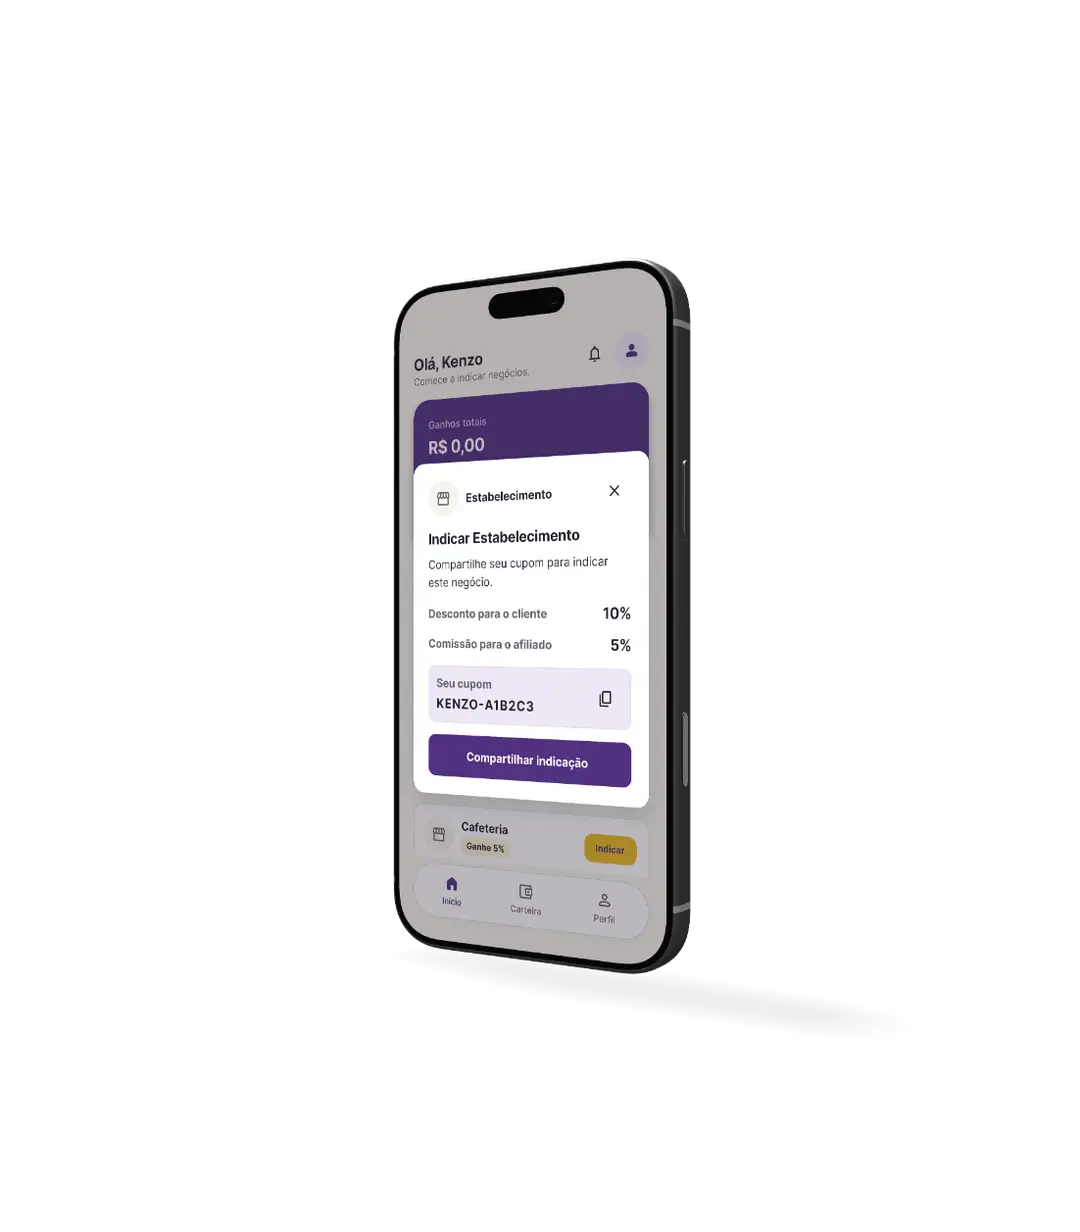 Olá, Kenzo
Comece a indicar negócios.
Ganhos totais
R$ 0,00
Estabelecimento
Indicar Estabelecimento
Compartilhe seu cupom para indicar
este negócio.
Desconto para o cliente
10%
Comissão para o afiliado
5%
Seu cupom
KENZO-A1B2C3
Compartilhar indicação
Cafeteria
Ganhe 5%
Indicar
Início
Carteira
Perfil